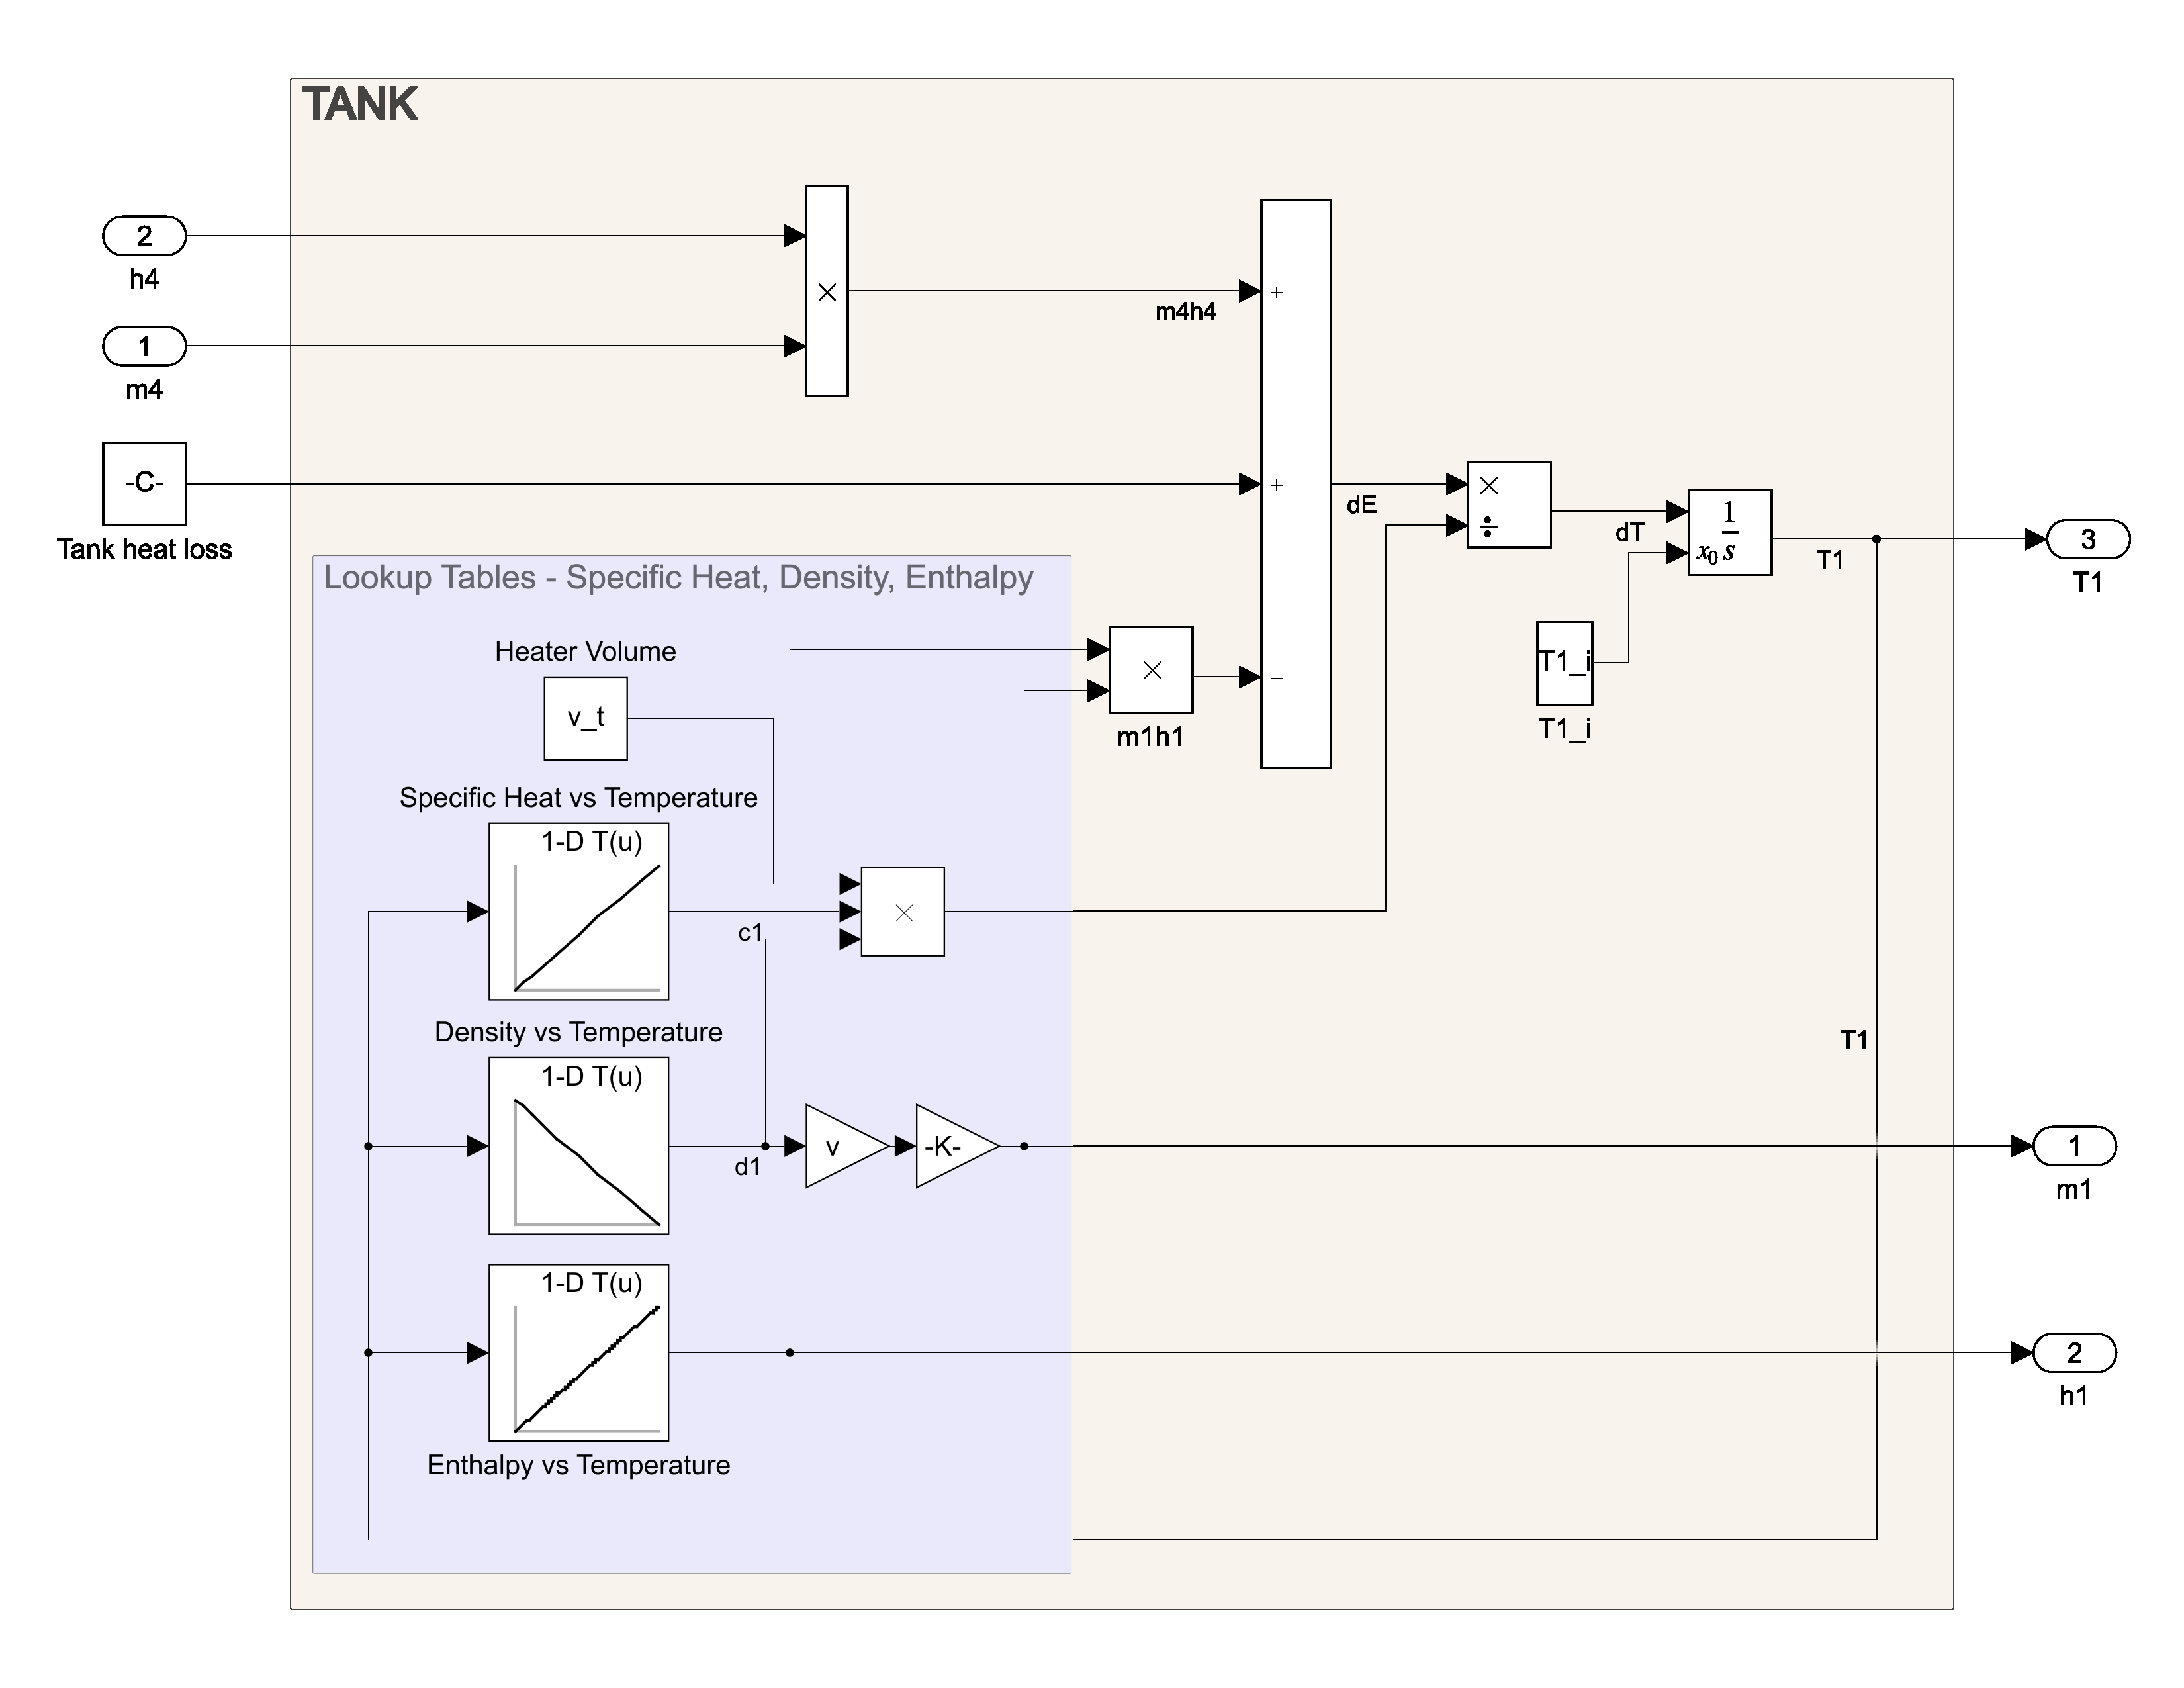 TANK
2
h4
×
m4h4
+
1
m4
-C-
Tank heat loss
+
dE
×
÷
dT
1
x0 s
T1
3
T1
Lookup Tables - Specific Heat, Density, Enthalpy
Heater Volume
v_t
×
m1h1
−
T1_i
T1_i
Specific Heat vs Temperature
1-D T(u)
c1
×
Density vs Temperature
1-D T(u)
d1
v
-K-
T1
1
m1
1-D T(u)
Enthalpy vs Temperature
2
h1